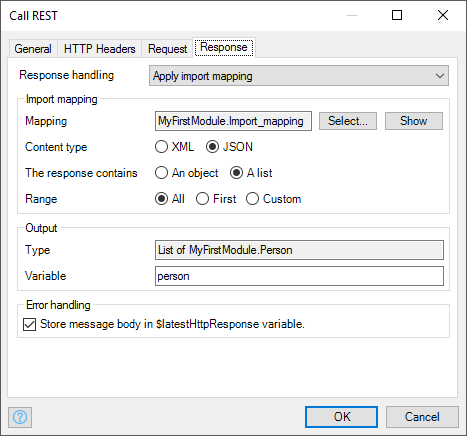 Call REST
General HTTP Headers Request Response
Response handling Apply import mapping
Import mapping
Mapping MyFirstModule.Import_mapping Select... Show
Content type XML JSON
The response contains An object A list
Range All First Custom
Output
Type List of MyFirstModule.Person
Variable person
Error handling
Store message body in $latestHttpResponse variable.
? OK Cancel